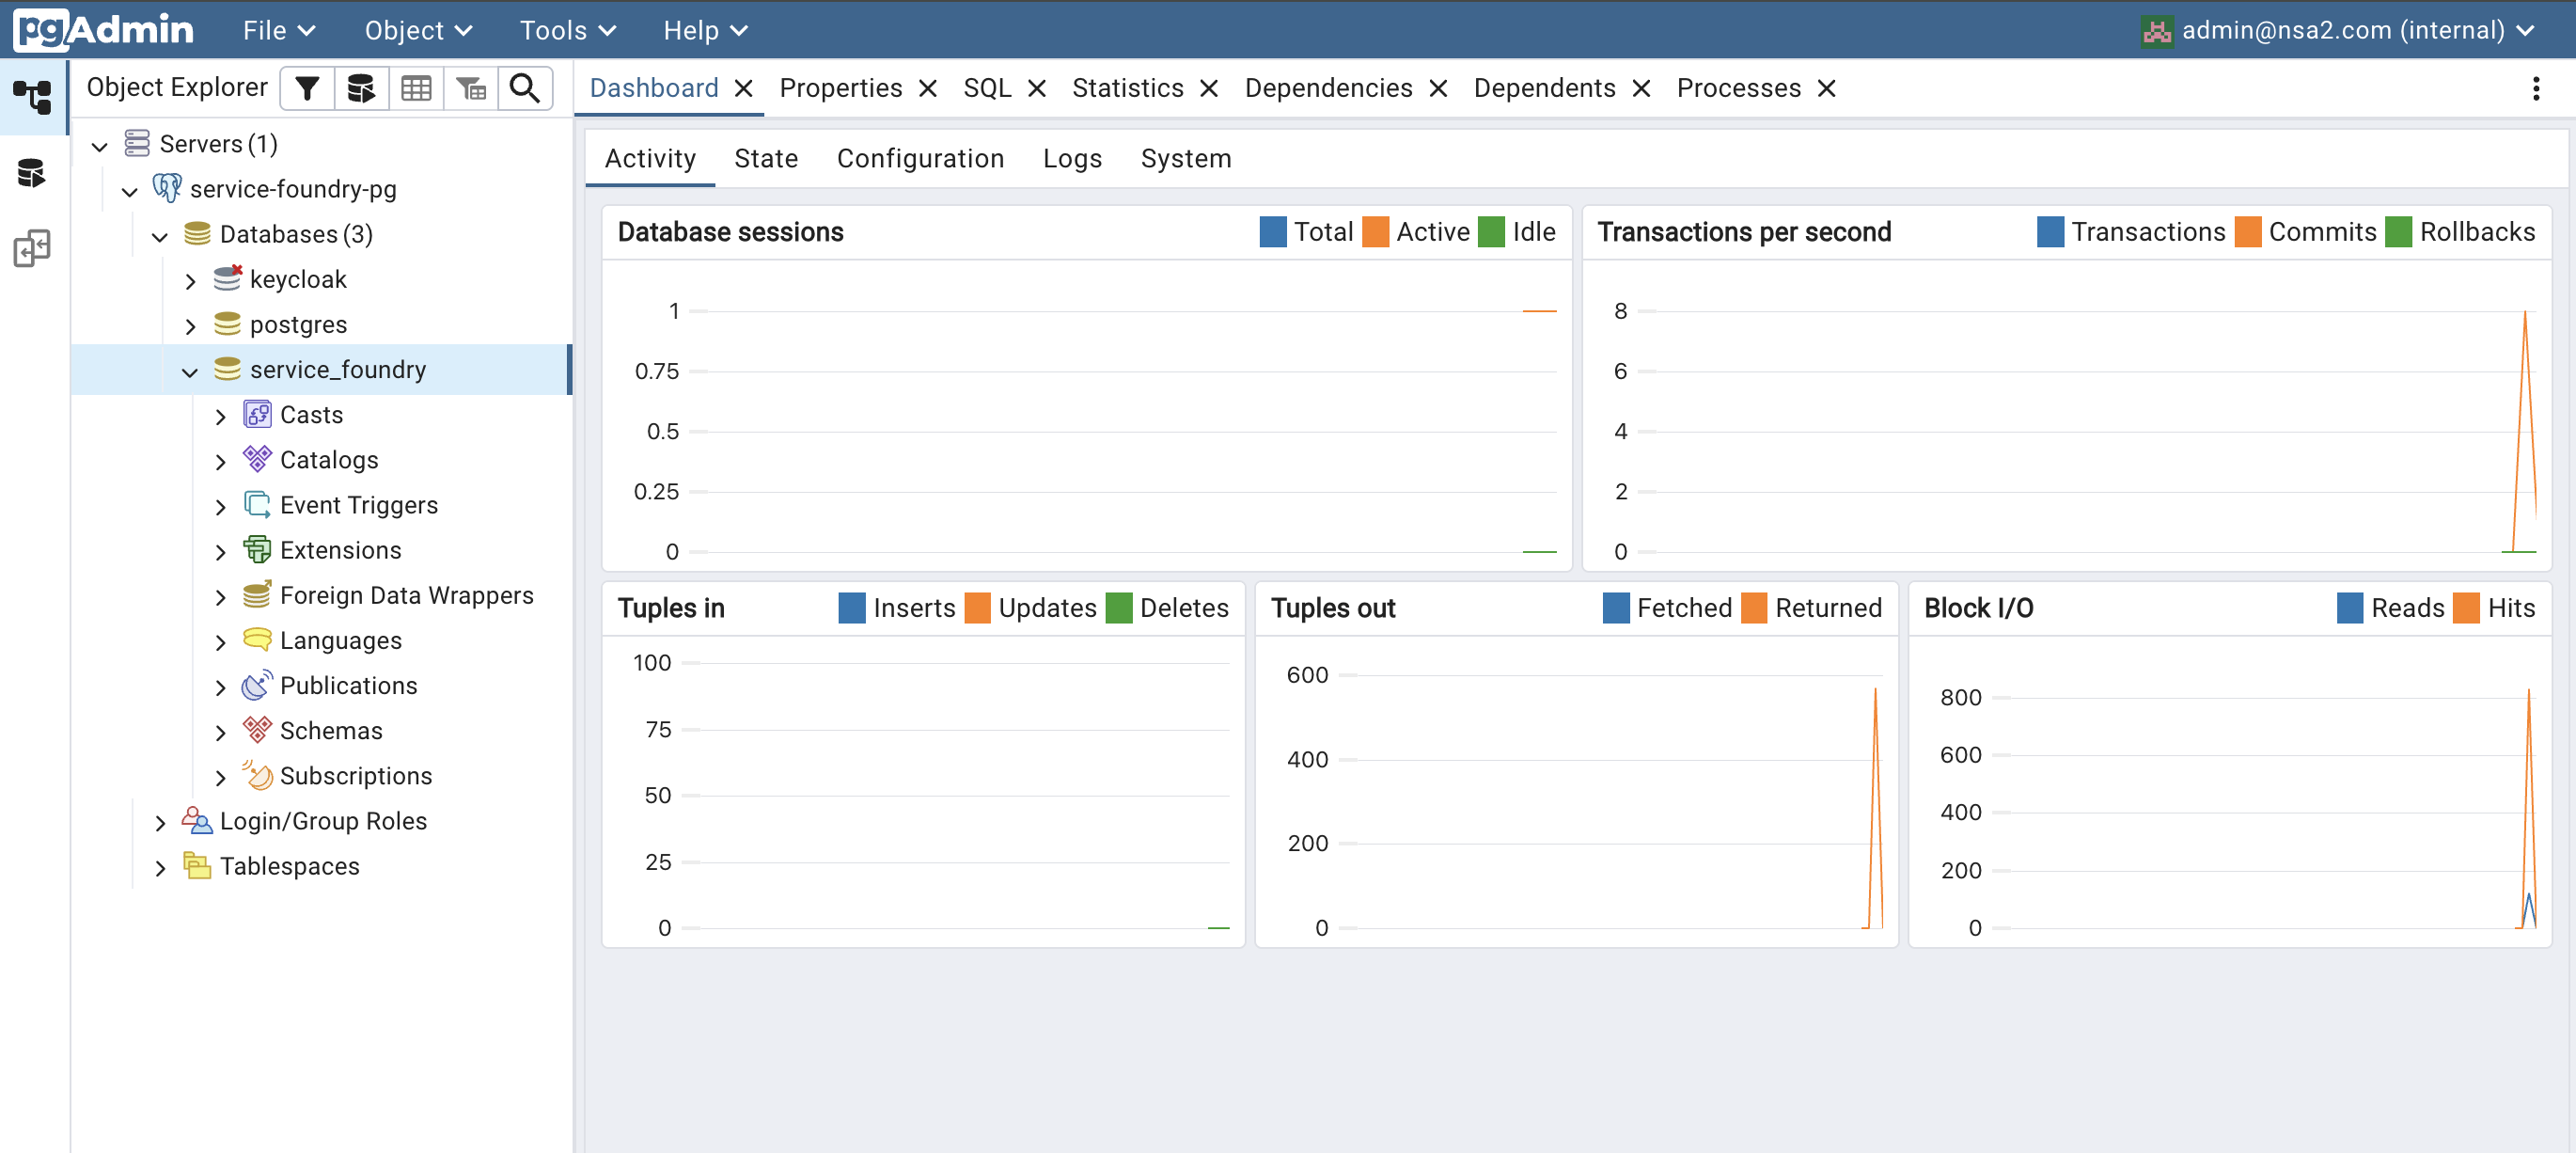 pgAdmin File Object Tools Help admin@nsa2.com (internal)
Object Explorer
Servers (1)
service-foundry-pg
Databases (3)
keycloak
postgres
service_foundry
Casts
Catalogs
Event Triggers
Extensions
Foreign Data Wrappers
Languages
Publications
Schemas
Subscriptions
Login/Group Roles
Tablespaces
Dashboard Properties SQL Statistics Dependencies Dependents Processes
Activity State Configuration Logs System
Database sessions Total Active Idle
1
0.75
0.5
0.25
0
Transactions per second Transactions Commits Rollbacks
8
6
4
2
0
Tuples in Inserts Updates Deletes
100
75
50
25
0
Tuples out Fetched Returned
600
400
200
0
Block I/O Reads Hits
800
600
400
200
0